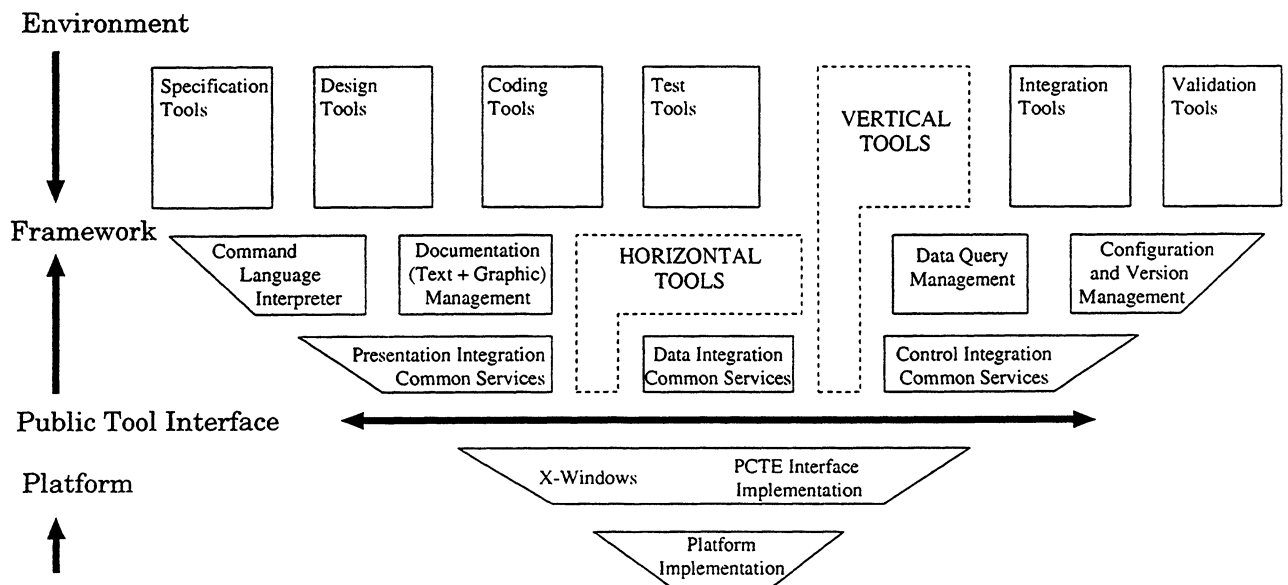 Environment
Specification
Tools
Design
Tools
Coding
Tools
Test
Tools
VERTICAL
TOOLS
Integration
Tools
Validation
Tools
Framework
Command
Language
Interpreter
Documentation
(Text + Graphic)
Management
HORIZONTAL
TOOLS
Data Query
Management
Configuration
and Version
Management
Presentation Integration
Common Services
Data Integration
Common Services
Control Integration
Common Services
Public Tool Interface
X-Windows
PCTE Interface
Implementation
Platform
Platform
Implementation